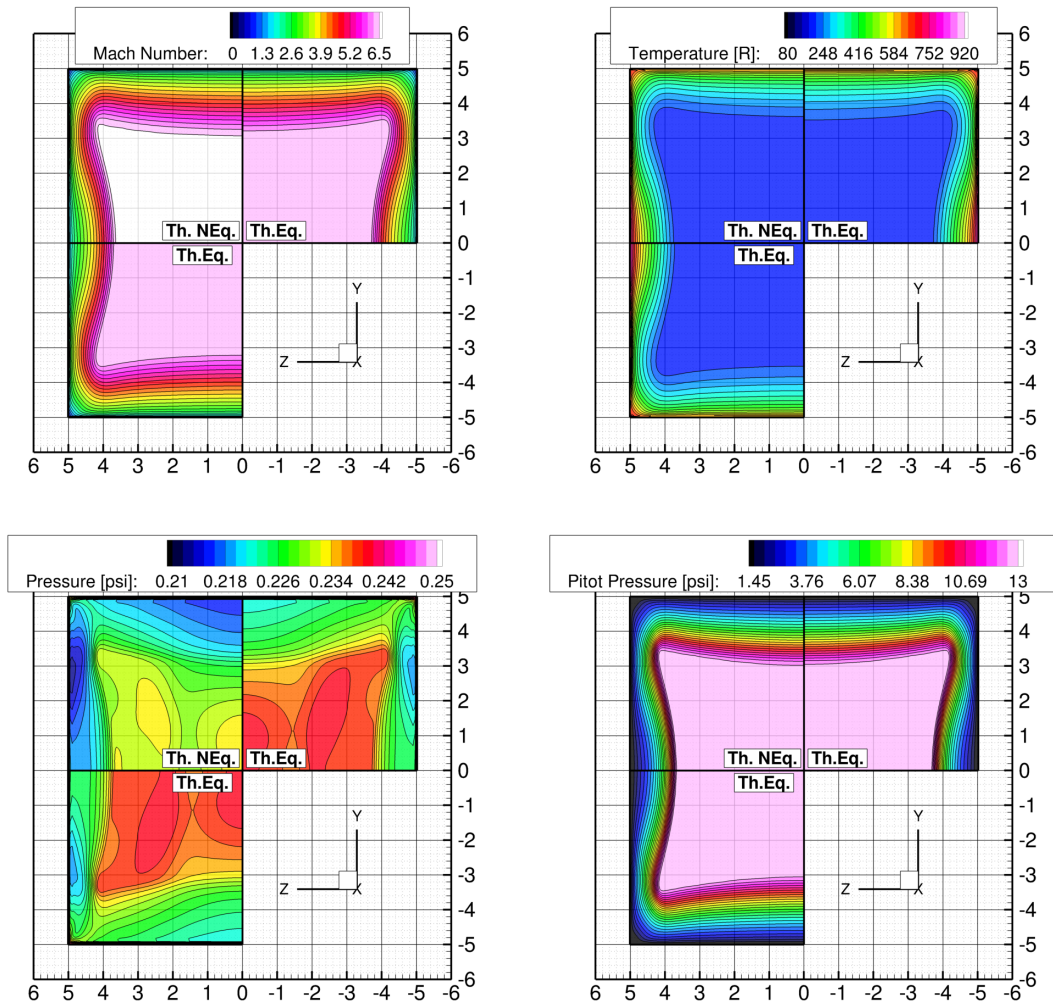 Mach Number: 0 1.3 2.6 3.9 5.2 6.5
6
5
4
3
2
1
0
-1
-2
-3
-4
-5
-6
Th. NEq. Th.Eq.
Th.Eq.
Y
Z X
6 5 4 3 2 1 0 -1 -2 -3 -4 -5 -6
Temperature [R]: 80 248 416 584 752 920
6
5
4
3
2
1
0
-1
-2
-3
-4
-5
-6
Th. NEq. Th.Eq.
Th.Eq.
Y
Z X
6 5 4 3 2 1 0 -1 -2 -3 -4 -5 -6
Pressure [psi]: 0.21 0.218 0.226 0.234 0.242 0.25
5
4
3
2
1
0
-1
-2
-3
-4
-5
-6
Th. NEq. Th.Eq.
Th.Eq.
Y
Z X
6 5 4 3 2 1 0 -1 -2 -3 -4 -5 -6
Pitot Pressure [psi]: 1.45 3.76 6.07 8.38 10.69 13
5
4
3
2
1
0
-1
-2
-3
-4
-5
-6
Th. NEq. Th.Eq.
Th.Eq.
Y
Z X
6 5 4 3 2 1 0 -1 -2 -3 -4 -5 -6